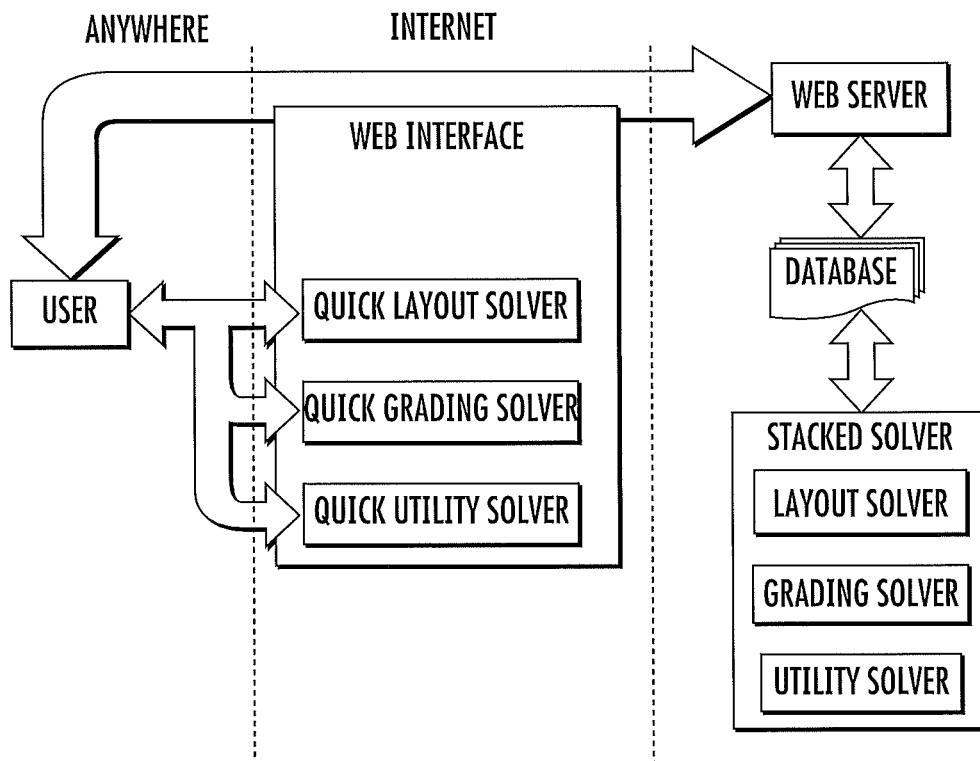 ANYWHERE
INTERNET
WEB SERVER
WEB INTERFACE
DATABASE
USER
QUICK LAYOUT SOLVER
QUICK GRADING SOLVER
QUICK UTILITY SOLVER
STACKED SOLVER
LAYOUT SOLVER
GRADING SOLVER
UTILITY SOLVER